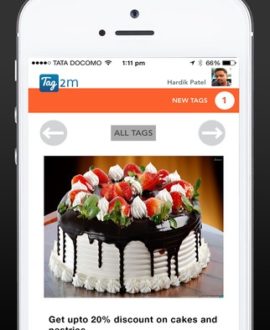 TATA DOCOMO 1:11 pm 66%
Tag2m
Hardik Patel
NEW TAGS 1
ALL TAGS
Get upto 20% discount on cakes and
pastries